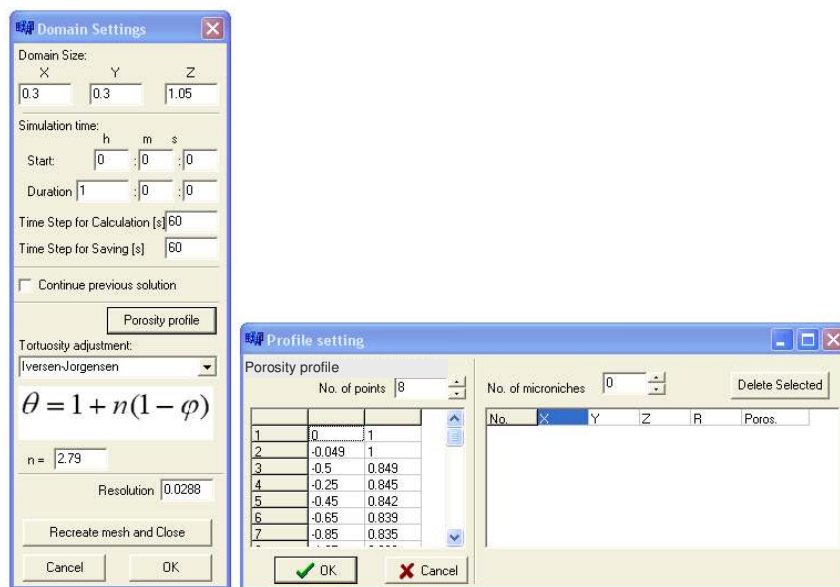 Domain Settings
Domain Size:
X Y Z
0.3 0.3 1.05
Simulation time:
h m s
Start: 0 :0 :0
Duration 1 :0 :0
Time Step for Calculation [s] 60
Time Step for Saving [s] 60
Continue previous solution
Porosity profile
Tortuosity adjustment:
Iversen-Jorgensen
θ = 1 + n(1 − φ)
n = 2.79
Resolution 0.0288
Recreate mesh and Close
Cancel OK
Profile setting
Porosity profile
No. of points 8
1 0 1
2 -0.049 1
3 -0.5 0.849
4 -0.25 0.845
5 -0.45 0.842
6 -0.65 0.839
7 -0.85 0.835
OK Cancel
No. of microniches 0 Delete Selected
No. X Y Z R Poros.